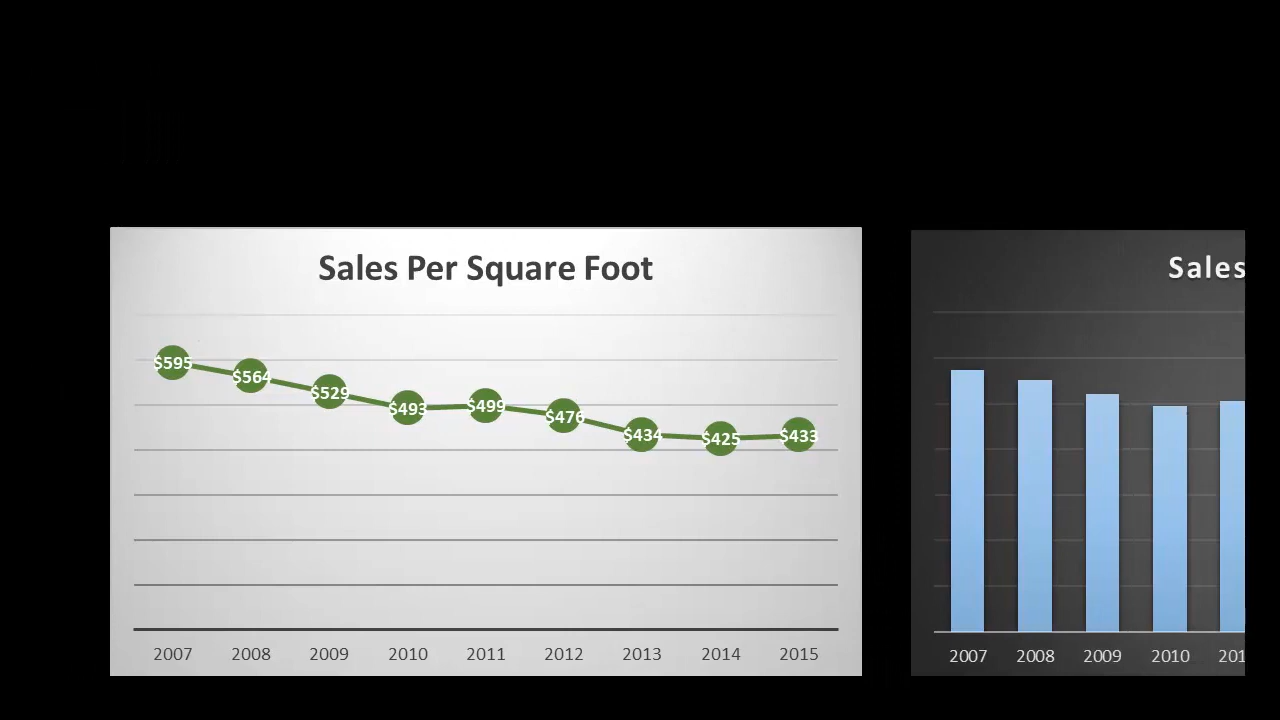 Sales Per Square Foot
$595
$564
$529
$493
$499
$476
$434
$425
$433
2007 2008 2009 2010 2011 2012 2013 2014 2015
Sales
2007 2008 2009 2010 201